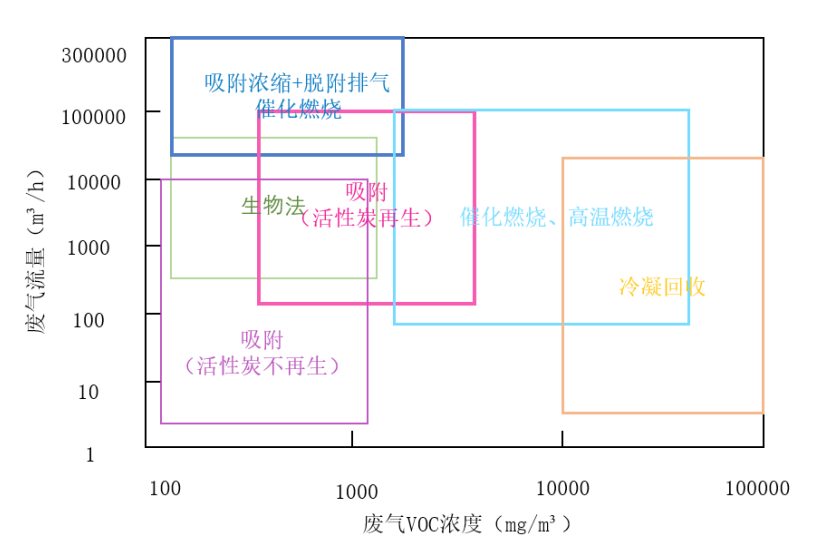 300000
吸附浓缩+脱附排气
催化燃烧
100000
10000
吸附
生物法
（活性炭再生）
催化燃烧、高温燃烧
1000
冷凝回收
100
吸附
（活性炭不再生）
10
1
废气流量（m³/h）
100
1000
10000
100000
废气VOC浓度（mg/m³）